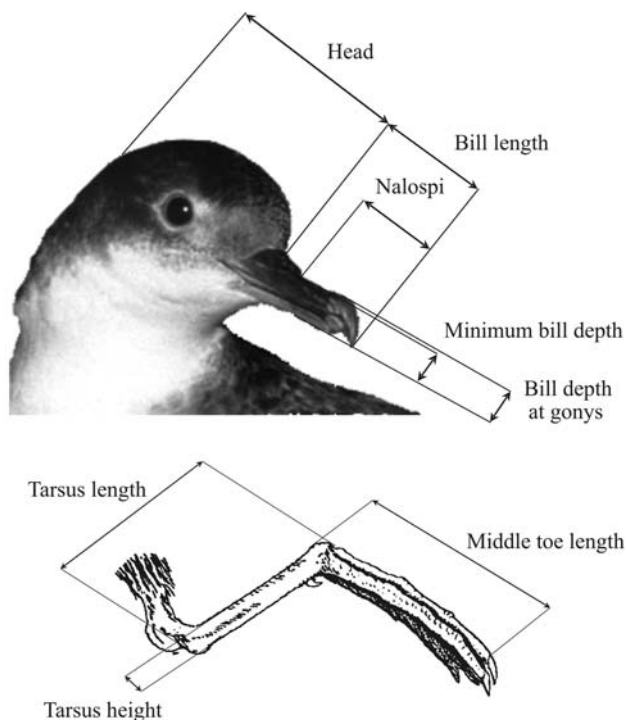 Head
Bill length
Nalospi
Minimum bill depth
Bill depth
at gonys
Tarsus length
Middle toe length
Tarsus height